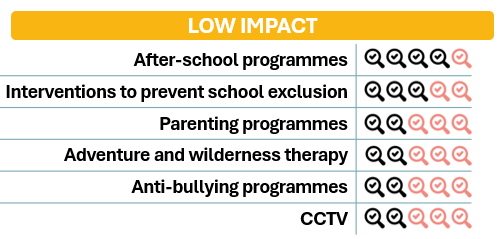 LOW IMPACT
After-school programmes
Interventions to prevent school exclusion
Parenting programmes
Adventure and wilderness therapy
Anti-bullying programmes
CCTV